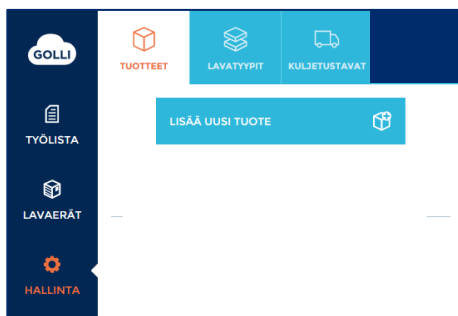 GOLLI
TUOTTEET
LAVATYYPIT
KULJETUSTAVAT
LISÄÄ UUSI TUOTE
TYÖLISTA
LAVAERÄT
HALLINTA